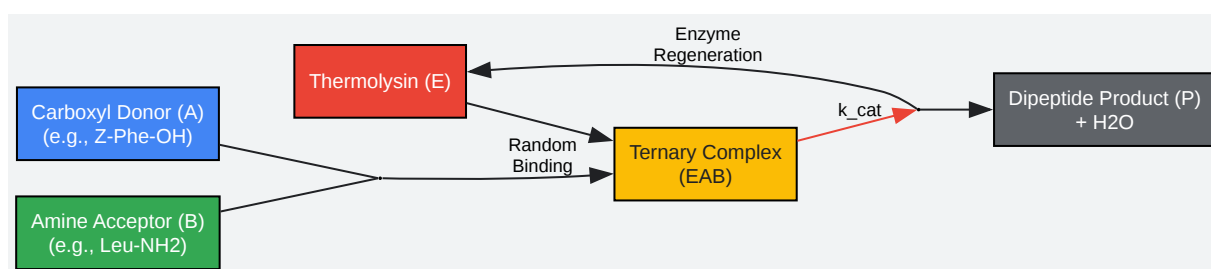 Carboxyl Donor (A)
(e.g., Z-Phe-OH)
Amine Acceptor (B)
(e.g., Leu-NH2)
Thermolysin (E)
Random
Binding
Ternary Complex
(EAB)
Enzyme
Regeneration
k_cat
Dipeptide Product (P)
+ H2O